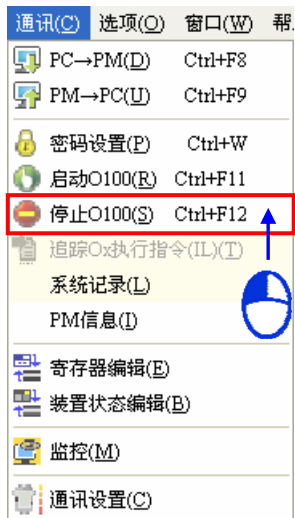 通讯(C) 选项(O) 窗口(W) 帮
PC→PM(D) Ctrl+F8
PM→PC(U) Ctrl+F9
密码设置(P) Ctrl+W
启动O100(R) Ctrl+F11
停止O100(S) Ctrl+F12
追踪Ox执行指令(IL)(T)
系统记录(L)
PM信息(I)
寄存器编辑(E)
装置状态编辑(B)
监控(M)
通讯设置(C)